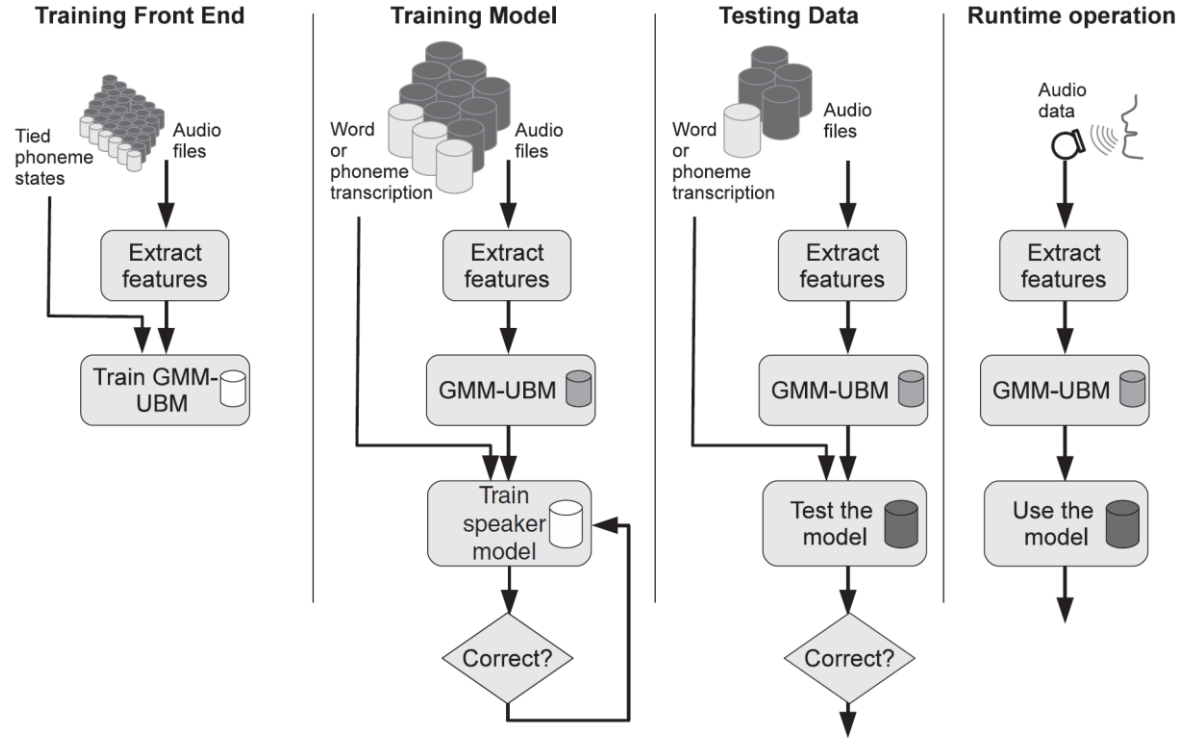 Training Front End
Training Model
Testing Data
Runtime operation
Tied
phoneme
states
Audio
files
Extract
features
Train GMM-
UBM
Word
or
phoneme
transcription
Audio
files
Extract
features
GMM-UBM
Train
speaker
model
Correct?
Word
or
phoneme
transcription
Audio
files
Extract
features
GMM-UBM
Test the
model
Correct?
Audio
data
Extract
features
GMM-UBM
Use the
model